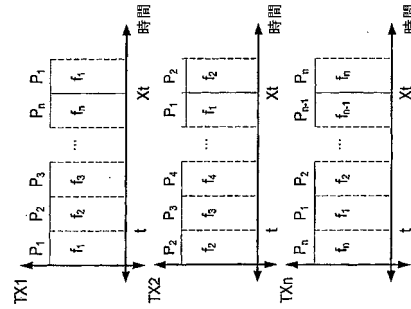 TX1
P₁ P₂ P₃ Pₙ P₁
f₁ f₂ f₃ ... fₙ f₁
t Xt 時間
TX2
P₂ P₃ P₄ P₁ P₂
f₂ f₃ f₄ ... f₁ f₂
t Xt 時間
TXn
Pₙ P₁ P₂ Pₙ₋₁ Pₙ
fₙ f₁ f₂ ... fₙ₋₁ fₙ
t Xt 時間